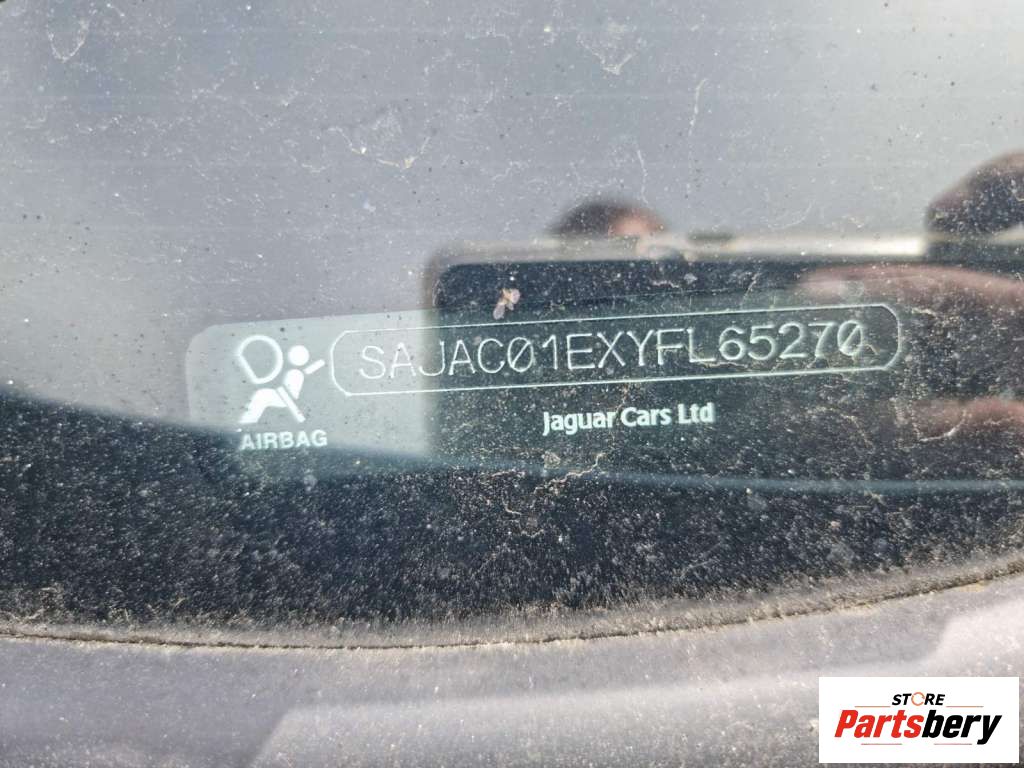 SAJAC01EXYFL65270
Jaguar Cars Ltd
AIRBAG
STORE
Partsbery